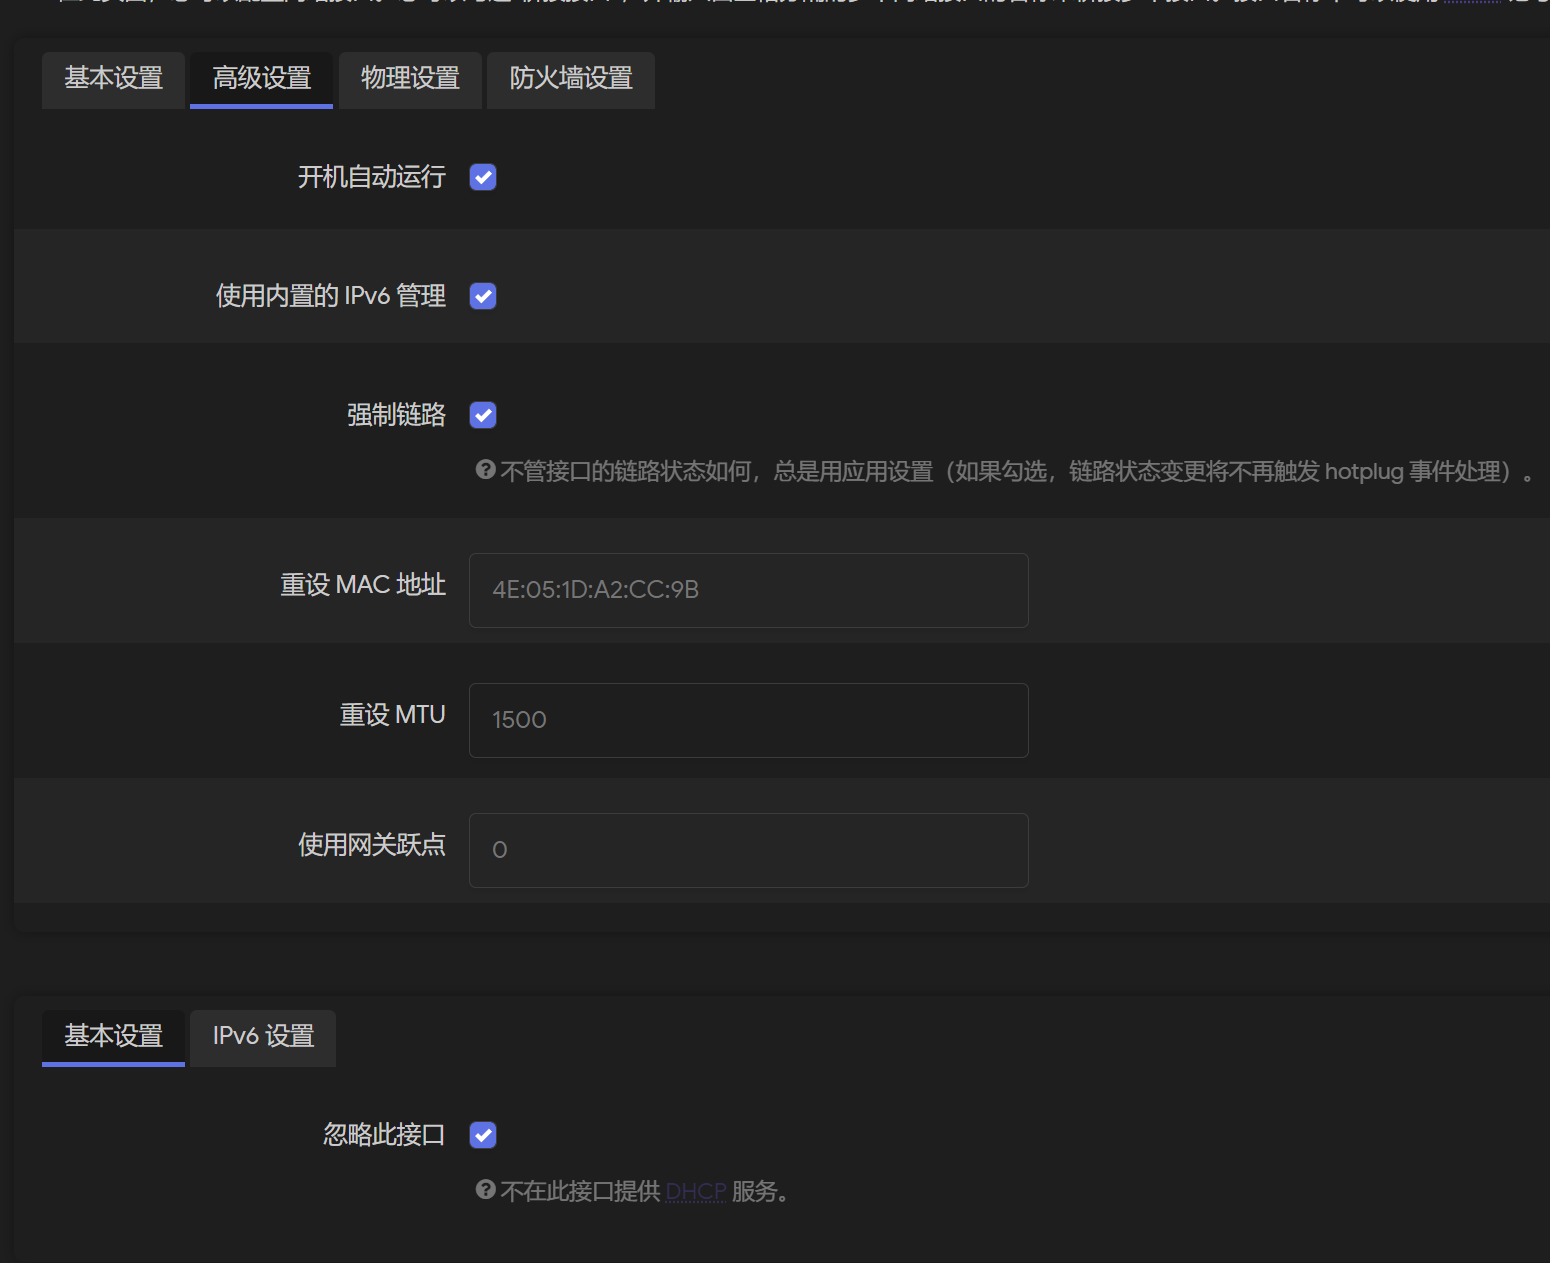 基本设置
高级设置
物理设置
防火墙设置
开机自动运行
使用内置的 IPv6 管理
强制链路
不管接口的链路状态如何，总是用应用设置（如果勾选，链路状态变更将不再触发 hotplug 事件处理）。
重设 MAC 地址
4E:05:1D:A2:CC:9B
重设 MTU
1500
使用网关跃点
0
基本设置
IPv6 设置
忽略此接口
不在此接口提供 DHCP 服务。